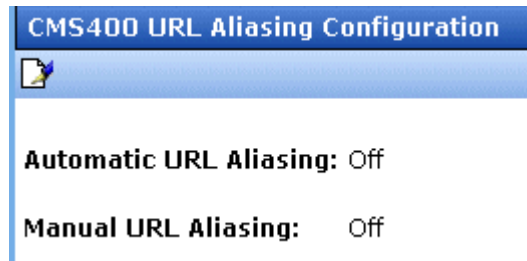 CMS400 URL Aliasing Configuration
Automatic URL Aliasing: Off
Manual URL Aliasing: Off